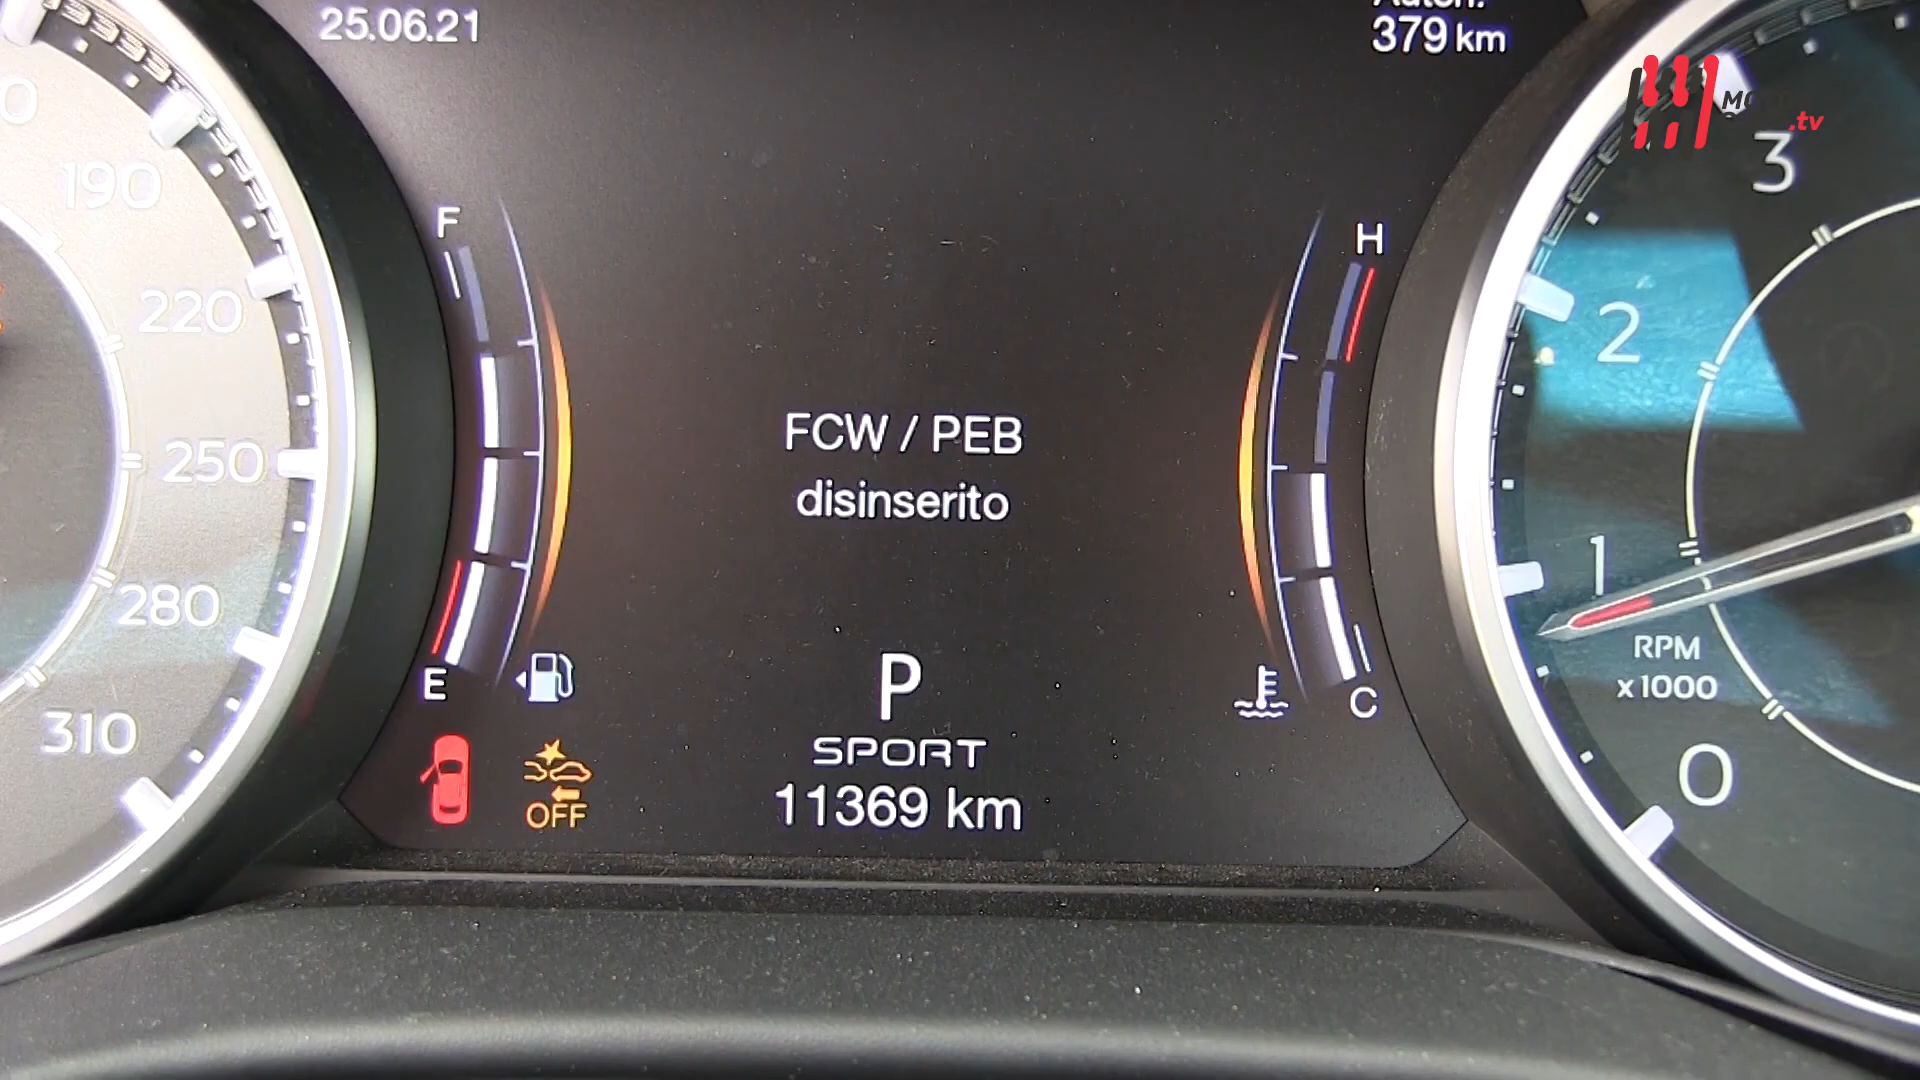 25.06.21
379 km
190
220
250
280
310
F
E
FCW / PEB
disinserito
P
SPORT
11369 km
OFF
H
C
3
2
1
RPM
x1000
0
.tv